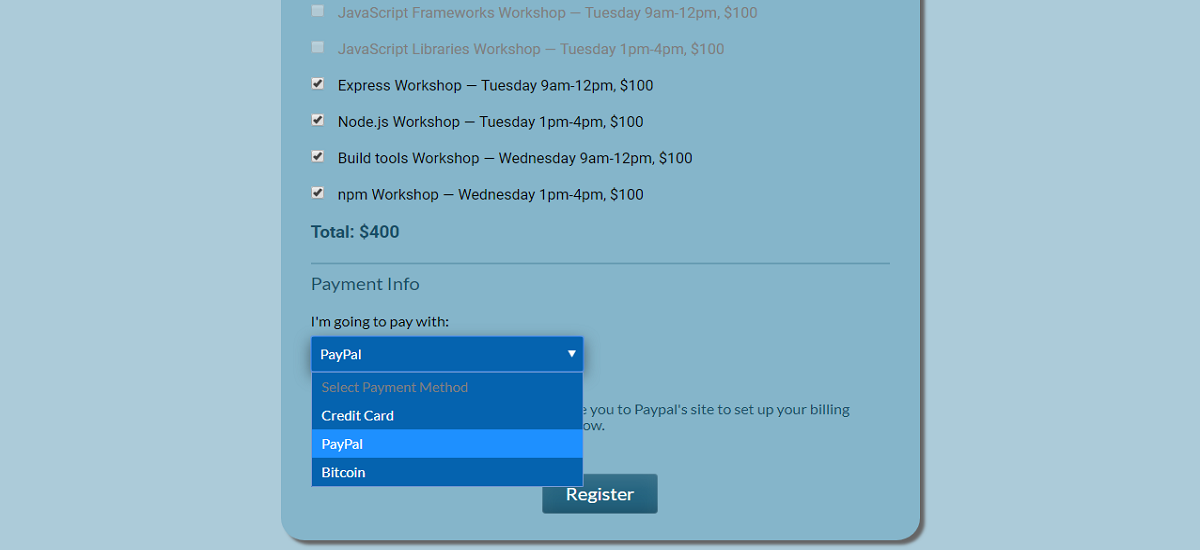 JavaScript Frameworks Workshop — Tuesday 9am-12pm, $100
JavaScript Libraries Workshop — Tuesday 1pm-4pm, $100
Express Workshop — Tuesday 9am-12pm, $100
Node.js Workshop — Tuesday 1pm-4pm, $100
Build tools Workshop — Wednesday 9am-12pm, $100
npm Workshop — Wednesday 1pm-4pm, $100
Total: $400
Payment Info
I'm going to pay with:
PayPal
Select Payment Method
Credit Card
PayPal
Bitcoin
you to Paypal's site to set up your billing
Register